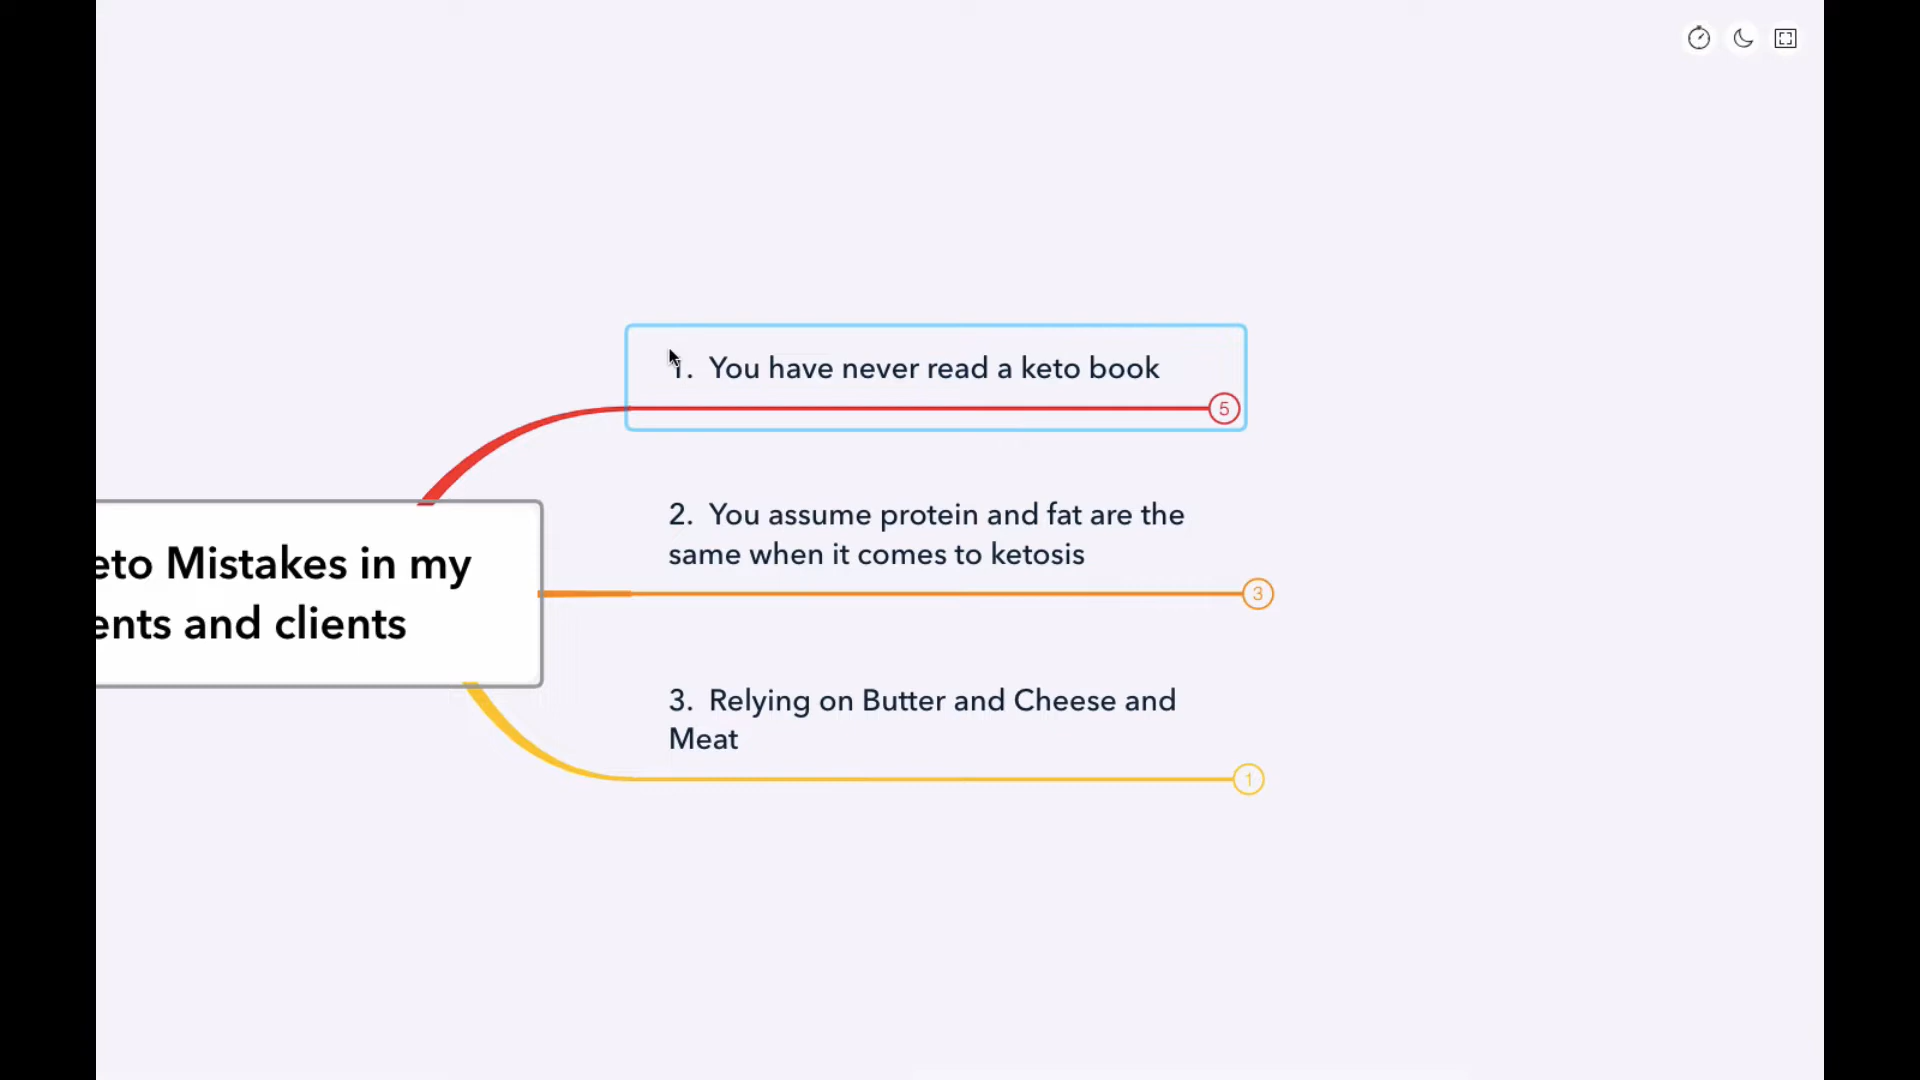 1. You have never read a keto book
5
2. You assume protein and fat are the
same when it comes to ketosis
3
eto Mistakes in my
ents and clients
3. Relying on Butter and Cheese and
Meat
1